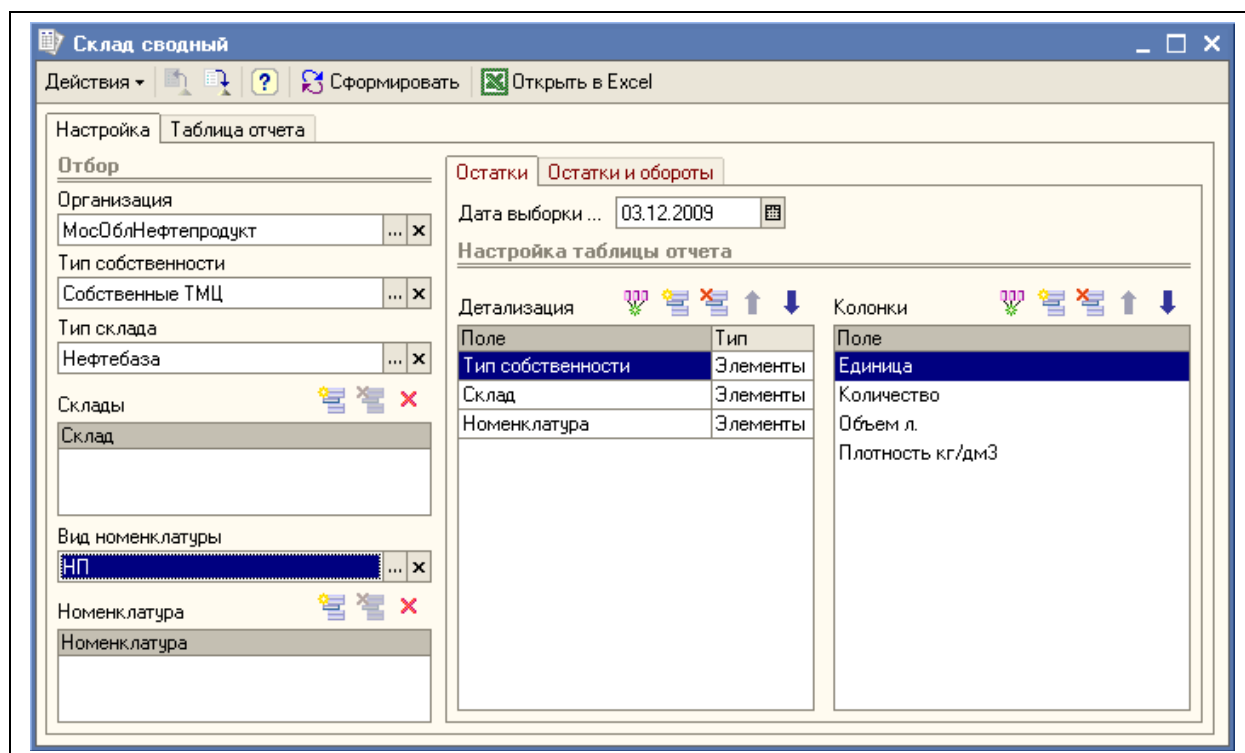 Склад сводный
Действия ? Сформировать Открыть в Excel
Настройка Таблица отчета
Отбор
Организация
МосОблНефтепродукт ...
Тип собственности
Собственные ТМЦ ...
Тип склада
Нефтебаза ...
Склады
Склад
Вид номенклатуры
НП ...
Номенклатура
Номенклатура
Остатки Остатки и обороты
Дата выборки ... 03.12.2009
Настройка таблицы отчета
Детализация
Поле Тип
Тип собственности Элементы
Склад Элементы
Номенклатура Элементы
Колонки
Поле
Единица
Количество
Объем л.
Плотность кг/дм3